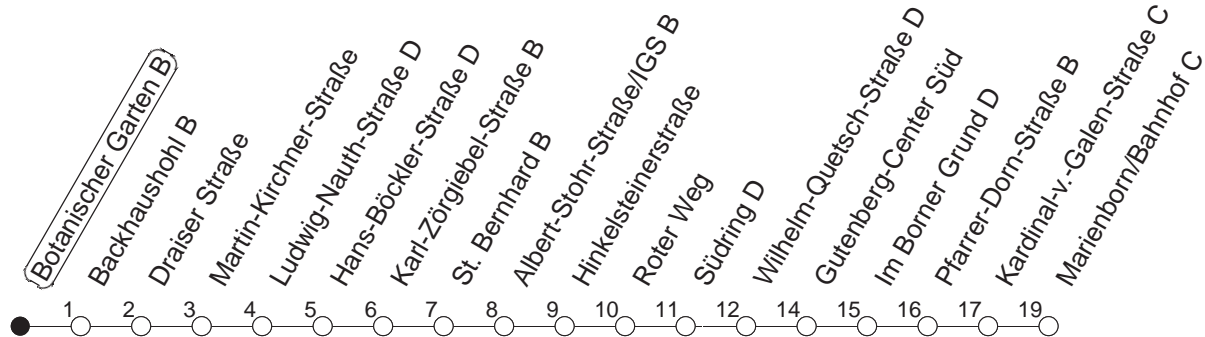 Botanischer Garten B
Backhaushohl B
Draiser Straße
Martin-Kirchner-Straße
Ludwig-Nauth-Straße D
Hans-Böckler-Straße D
Karl-Zörgiebel-Straße B
St. Bernhard B
Albert-Stohr-Straße/IGS B
Hinkelsteinerstraße
Roter Weg
Südring D
Wilhelm-Quetsch-Straße D
Gutenberg-Center Süd
Im Borner Grund D
Pfarrer-Dorn-Straße B
Kardinal-v.-Galen-Straße C
Marienborn/Bahnhof C
1 2 3 4 5 6 7 8 9 10 11 12 14 15 16 17 19